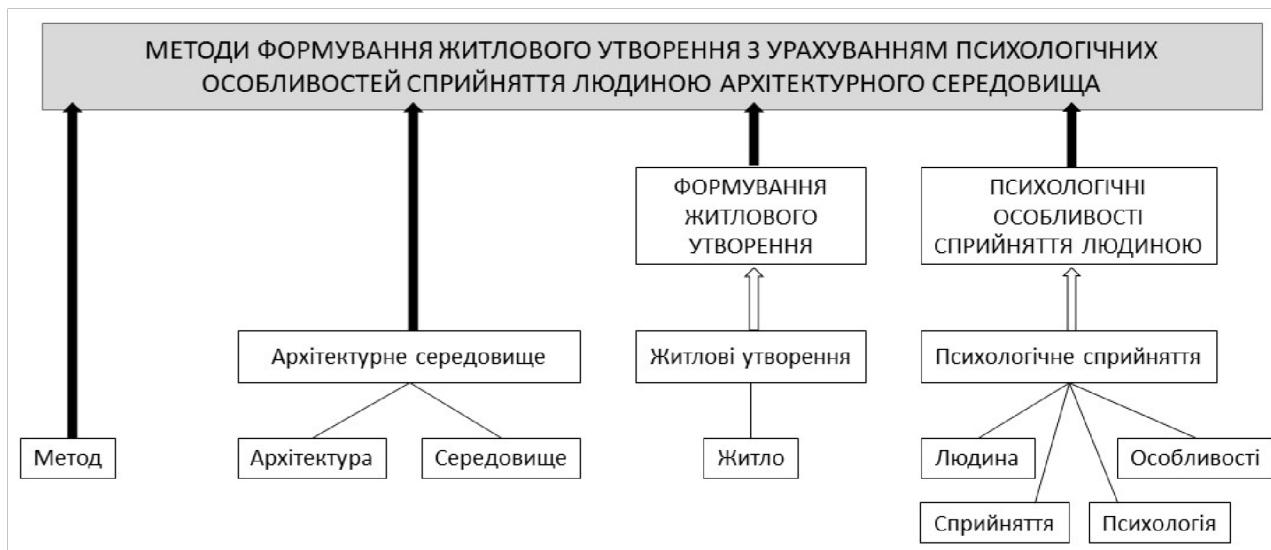 МЕТОДИ ФОРМУВАННЯ ЖИТЛОВОГО УТВОРЕННЯ З УРАХУВАННЯМ ПСИХОЛОГІЧНИХ
ОСОБЛИВОСТЕЙ СПРИЙНЯТТЯ ЛЮДИНОЮ АРХІТЕКТУРНОГО СЕРЕДОВИЩА
ФОРМУВАННЯ
ЖИТЛОВОГО
УТВОРЕННЯ
ПСИХОЛОГІЧНІ
ОСОБЛИВОСТІ
СПРИЙНЯТТЯ ЛЮДИНОЮ
Архітектурне середовище
Житлові утворення
Психологічне сприйняття
Метод
Архітектура
Середовище
Житло
Людина
Особливості
Сприйняття
Психологія